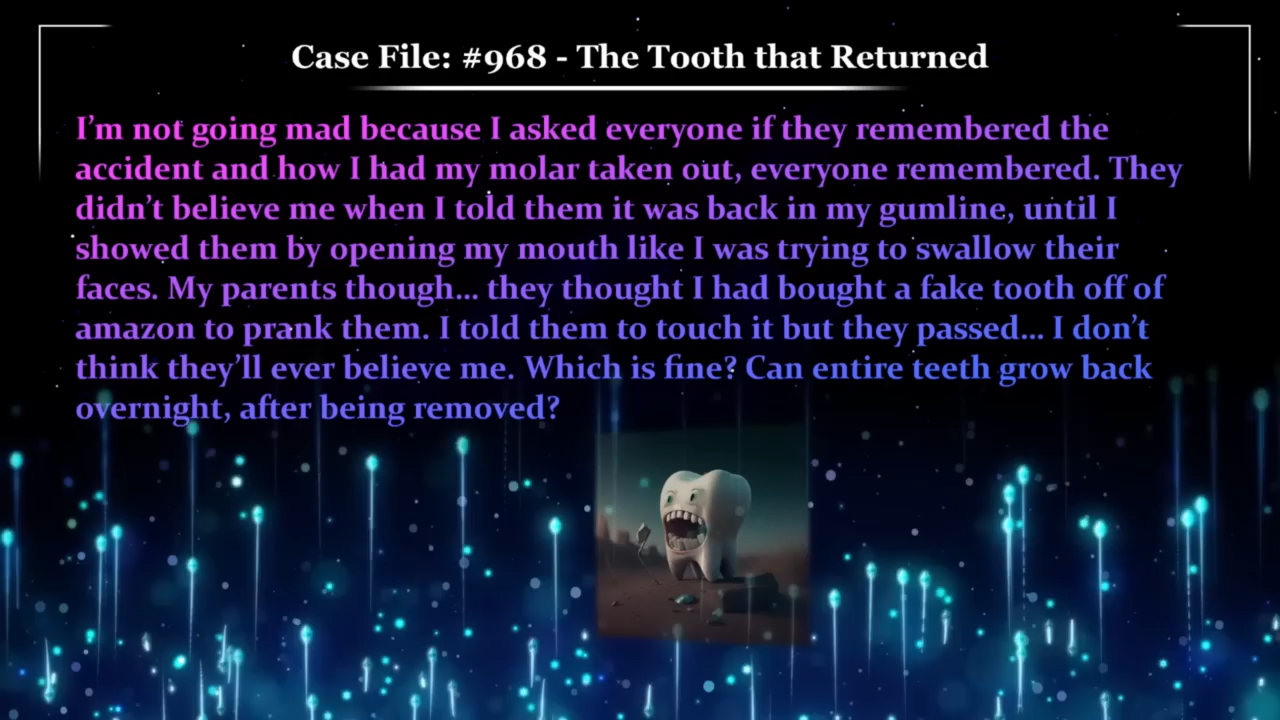 Case File: #968 - The Tooth that Returned
I’m not going mad because I asked everyone if they remembered the
accident and how I had my molar taken out, everyone remembered. They
didn’t believe me when I told them it was back in my gumline, until I
showed them by opening my mouth like I was trying to swallow their
faces. My parents though... they thought I had bought a fake tooth off of
amazon to prank them. I told them to touch it but they passed... I don’t
think they’ll ever believe me. Which is fine? Can entire teeth grow back
overnight, after being removed?